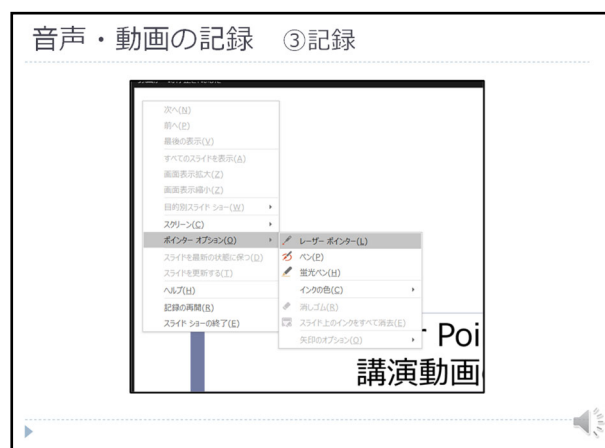 音声・動画の記録　③記録
次へ(N)
前へ(P)
最後の表示(V)
すべてのスライドを表示(A)
画面表示拡大(Z)
画面表示縮小(Z)
目的別スライド ショー(W)
スクリーン(C)
ポインター オプション(O)
スライドを最新の状態に保つ(D)
スライドを更新する(T)
ヘルプ(H)
記録の再開(R)
スライド ショーの終了(E)
レーザー ポインター(L)
ペン(P)
蛍光ペン(H)
インクの色(C)
消しゴム(R)
スライド上のインクをすべて消去(E)
矢印のオプション(O)
r Poi
講演動画